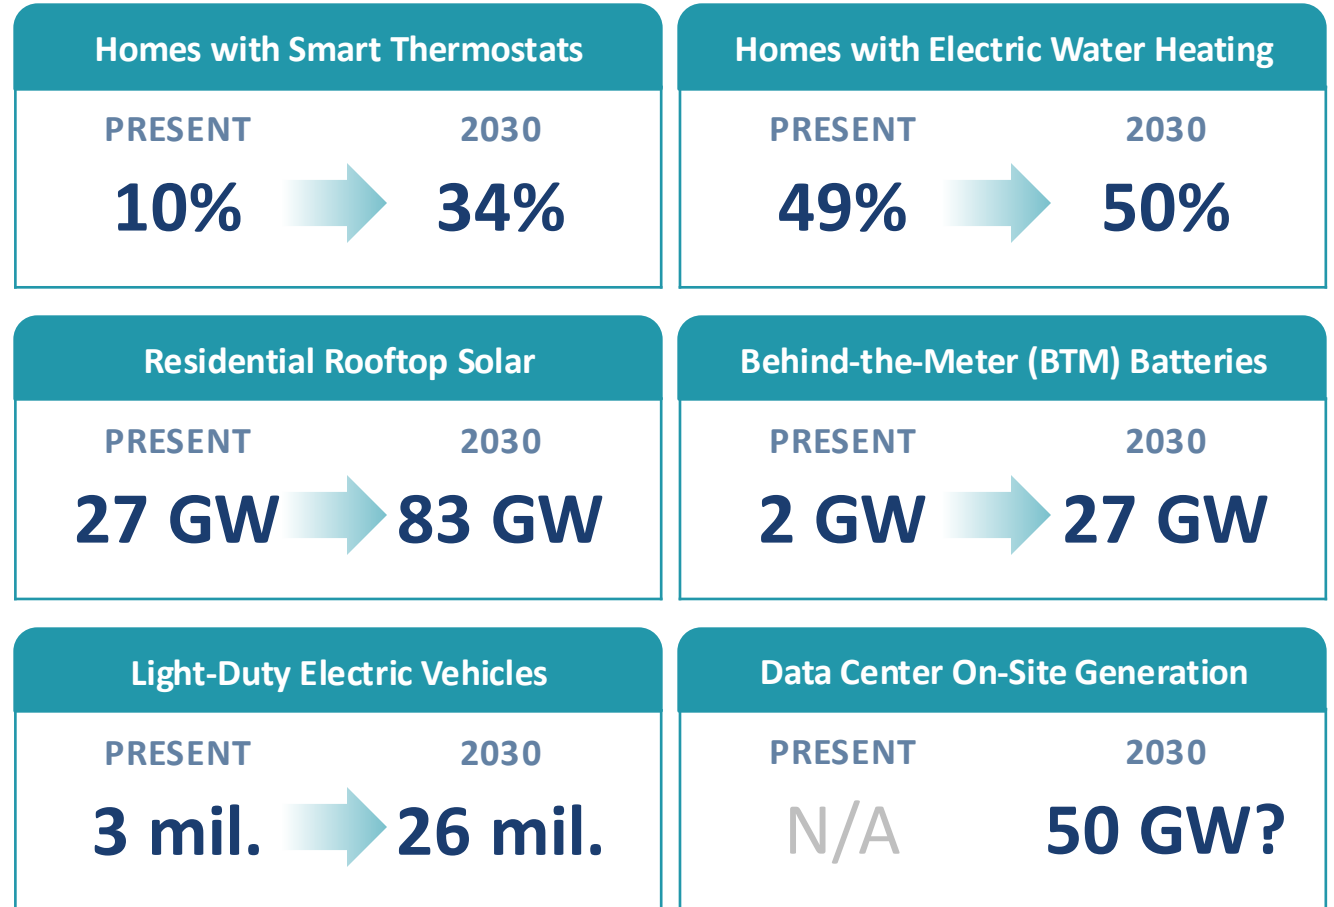 Homes with Smart Thermostats
PRESENT 2030
10% 34%
Homes with Electric Water Heating
PRESENT 2030
49% 50%
Residential Rooftop Solar
PRESENT 2030
27 GW 83 GW
Behind-the-Meter (BTM) Batteries
PRESENT 2030
2 GW 27 GW
Light-Duty Electric Vehicles
PRESENT 2030
3 mil. 26 mil.
Data Center On-Site Generation
PRESENT 2030
N/A 50 GW?